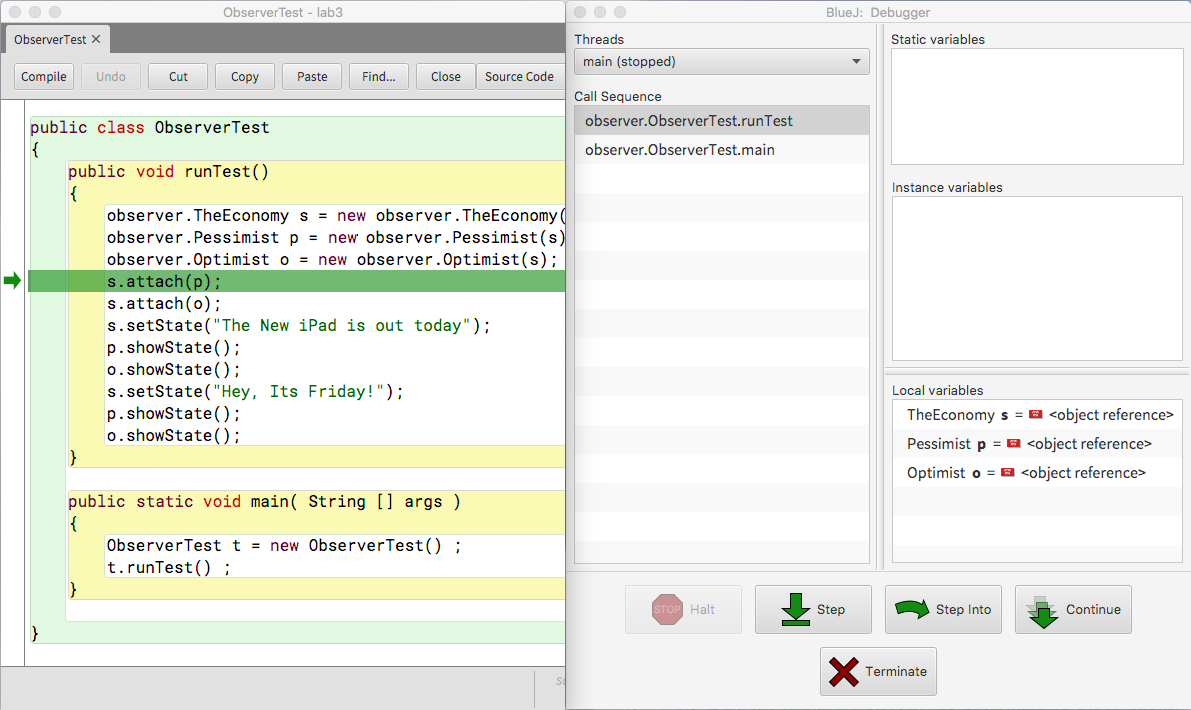 ObserverTest - lab3
ObserverTest ✕
Compile Undo Cut Copy Paste Find... Close Source Code
public class ObserverTest
{
public void runTest()
{
observer.TheEconomy s = new observer.TheEconomy(
observer.Pessimist p = new observer.Pessimist(s)
observer.Optimist o = new observer.Optimist(s);
s.attach(p);
s.attach(o);
s.setState("The New iPad is out today");
p.showState();
o.showState();
s.setState("Hey, Its Friday!");
p.showState();
o.showState();
}
public static void main( String [] args )
{
ObserverTest t = new ObserverTest() ;
t.runTest() ;
}
}
BlueJ: Debugger
Threads
main (stopped)
Call Sequence
observer.ObserverTest.runTest
observer.ObserverTest.main
Static variables
Instance variables
Local variables
TheEconomy s = <object reference>
Pessimist p = <object reference>
Optimist o = <object reference>
STOP Halt
Step
Step Into
Continue
Terminate